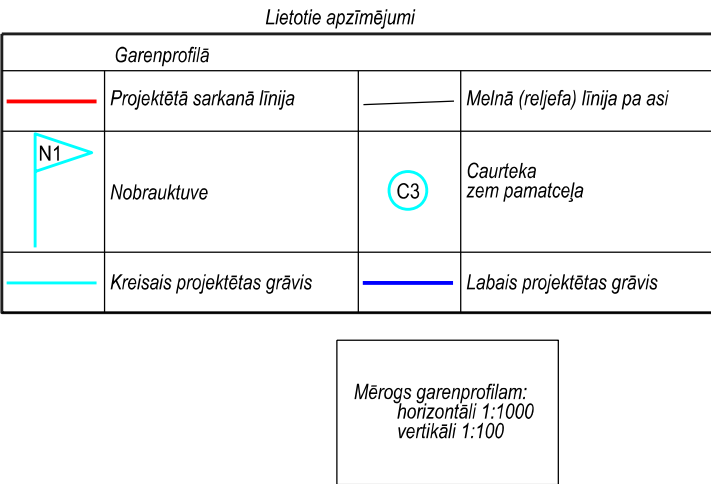 Lietotie apzīmējumi
Garenprofilā
Projektētā sarkanā līnija
Melnā (reljefa) līnija pa asi
N1
Nobrauktuve
C3
Caurteka
zem pamatceļa
Kreisais projektētas grāvis
Labais projektētas grāvis
Mērogs garenprofilam:
horizontāli 1:1000
vertikāli 1:100